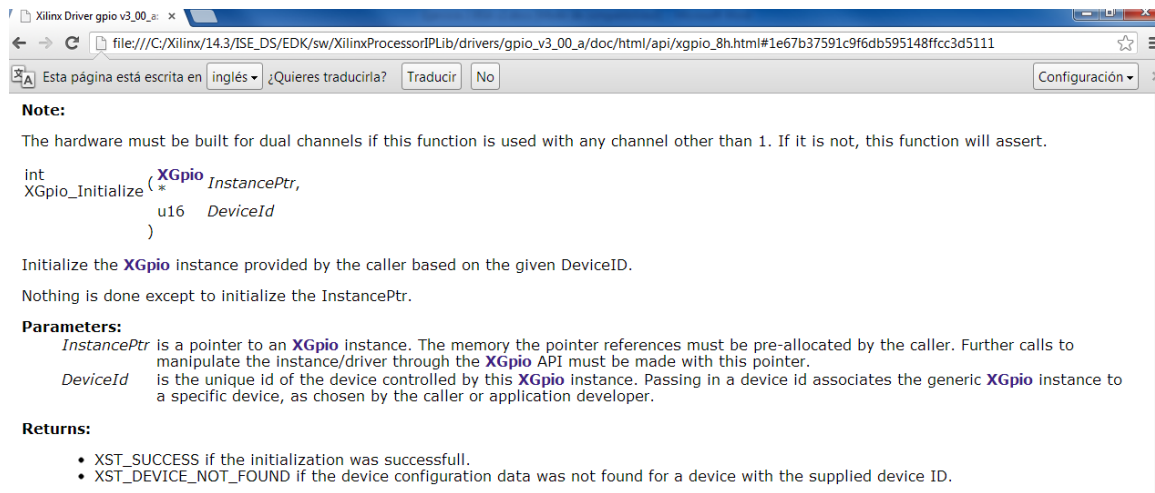 Xilinx Driver gpio v3_00_a:
file:///C:/Xilinx/14.3/ISE_DS/EDK/sw/XilinxProcessorIPLib/drivers/gpio_v3_00_a/doc/html/api/xgpio_8h.html#1e67b37591c9f6db595148ffcc3d5111
Esta página está escrita en inglés ¿Quieres traducirla? Traducir No Configuración
Note:
The hardware must be built for dual channels if this function is used with any channel other than 1. If it is not, this function will assert.
int XGpio_Initialize ( XGpio * InstancePtr,
u16 DeviceId
)
Initialize the XGpio instance provided by the caller based on the given DeviceID.
Nothing is done except to initialize the InstancePtr.
Parameters:
InstancePtr is a pointer to an XGpio instance. The memory the pointer references must be pre-allocated by the caller. Further calls to
manipulate the instance/driver through the XGpio API must be made with this pointer.
DeviceId is the unique id of the device controlled by this XGpio instance. Passing in a device id associates the generic XGpio instance to
a specific device, as chosen by the caller or application developer.
Returns:
• XST_SUCCESS if the initialization was successfull.
• XST_DEVICE_NOT_FOUND if the device configuration data was not found for a device with the supplied device ID.